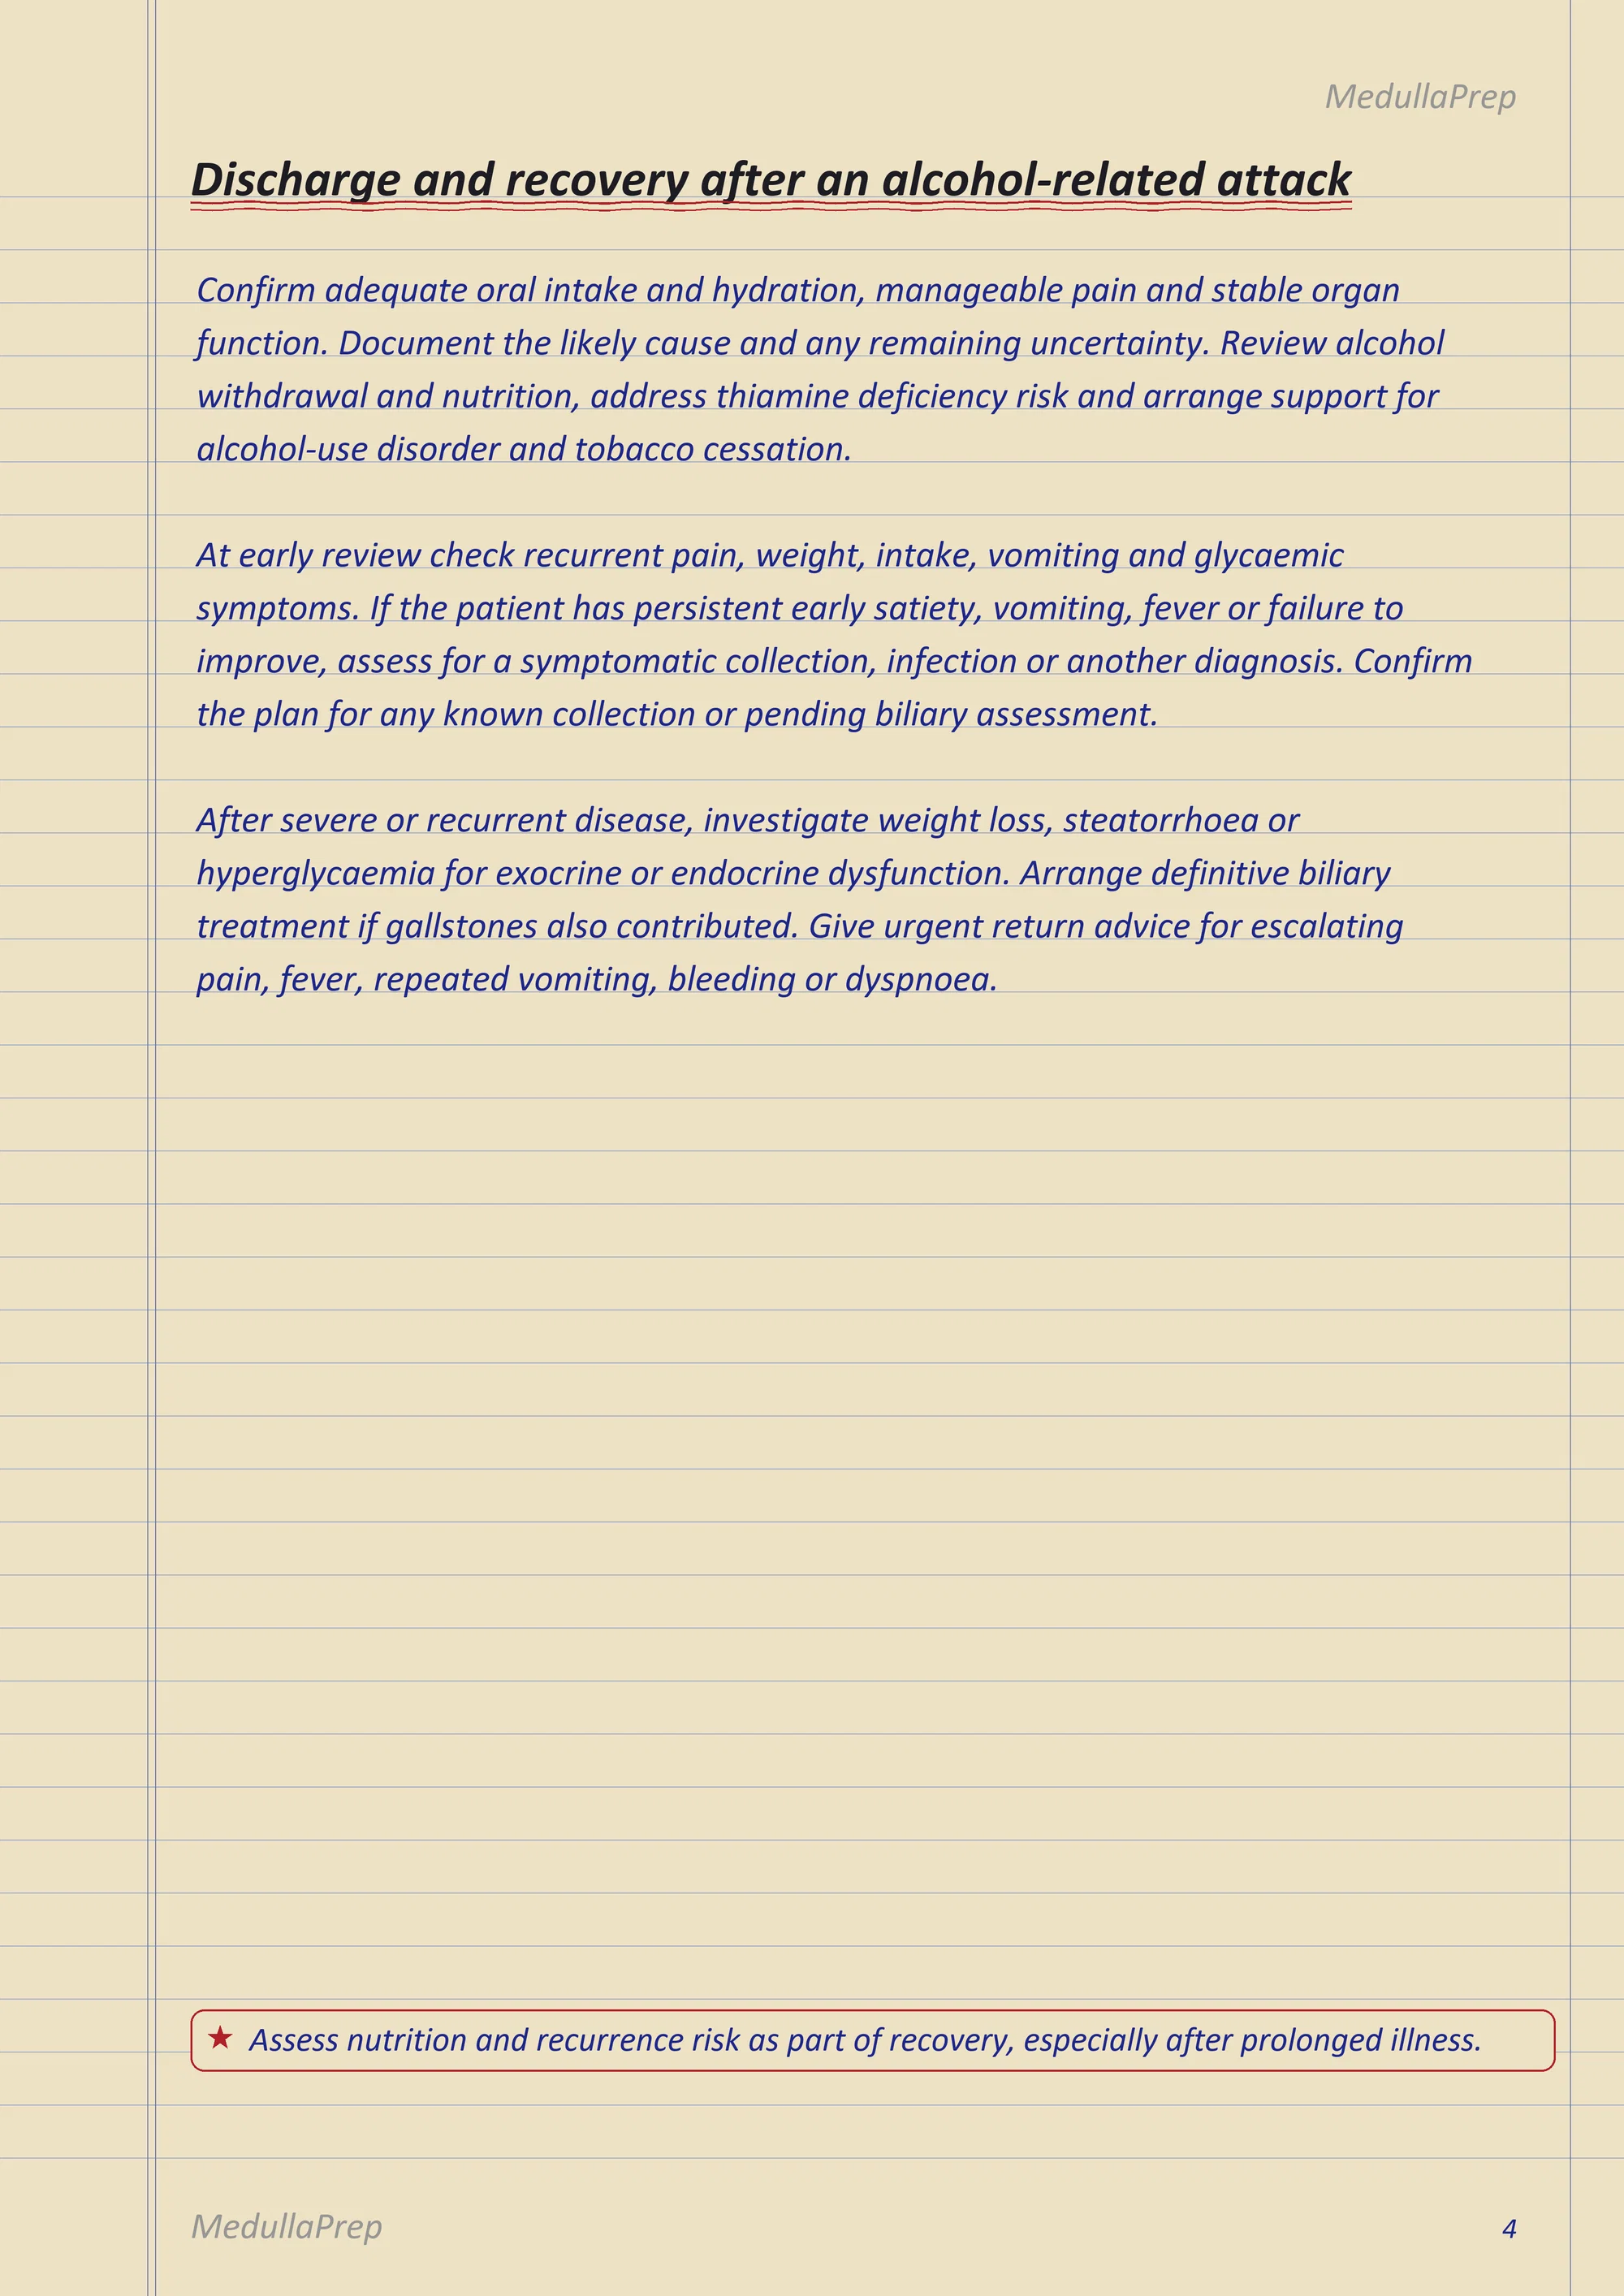 MedullaPrep
Discharge and recovery after an alcohol-related attack
Confirm adequate oral intake and hydration, manageable pain and stable organ
function. Document the likely cause and any remaining uncertainty. Review alcohol
withdrawal and nutrition, address thiamine deficiency risk and arrange support for
alcohol-use disorder and tobacco cessation.
At early review check recurrent pain, weight, intake, vomiting and glycaemic
symptoms. If the patient has persistent early satiety, vomiting, fever or failure to
improve, assess for a symptomatic collection, infection or another diagnosis. Confirm
the plan for any known collection or pending biliary assessment.
After severe or recurrent disease, investigate weight loss, steatorrhoea or
hyperglycaemia for exocrine or endocrine dysfunction. Arrange definitive biliary
treatment if gallstones also contributed. Give urgent return advice for escalating
pain, fever, repeated vomiting, bleeding or dyspnoea.
★ Assess nutrition and recurrence risk as part of recovery, especially after prolonged illness.
MedullaPrep
4